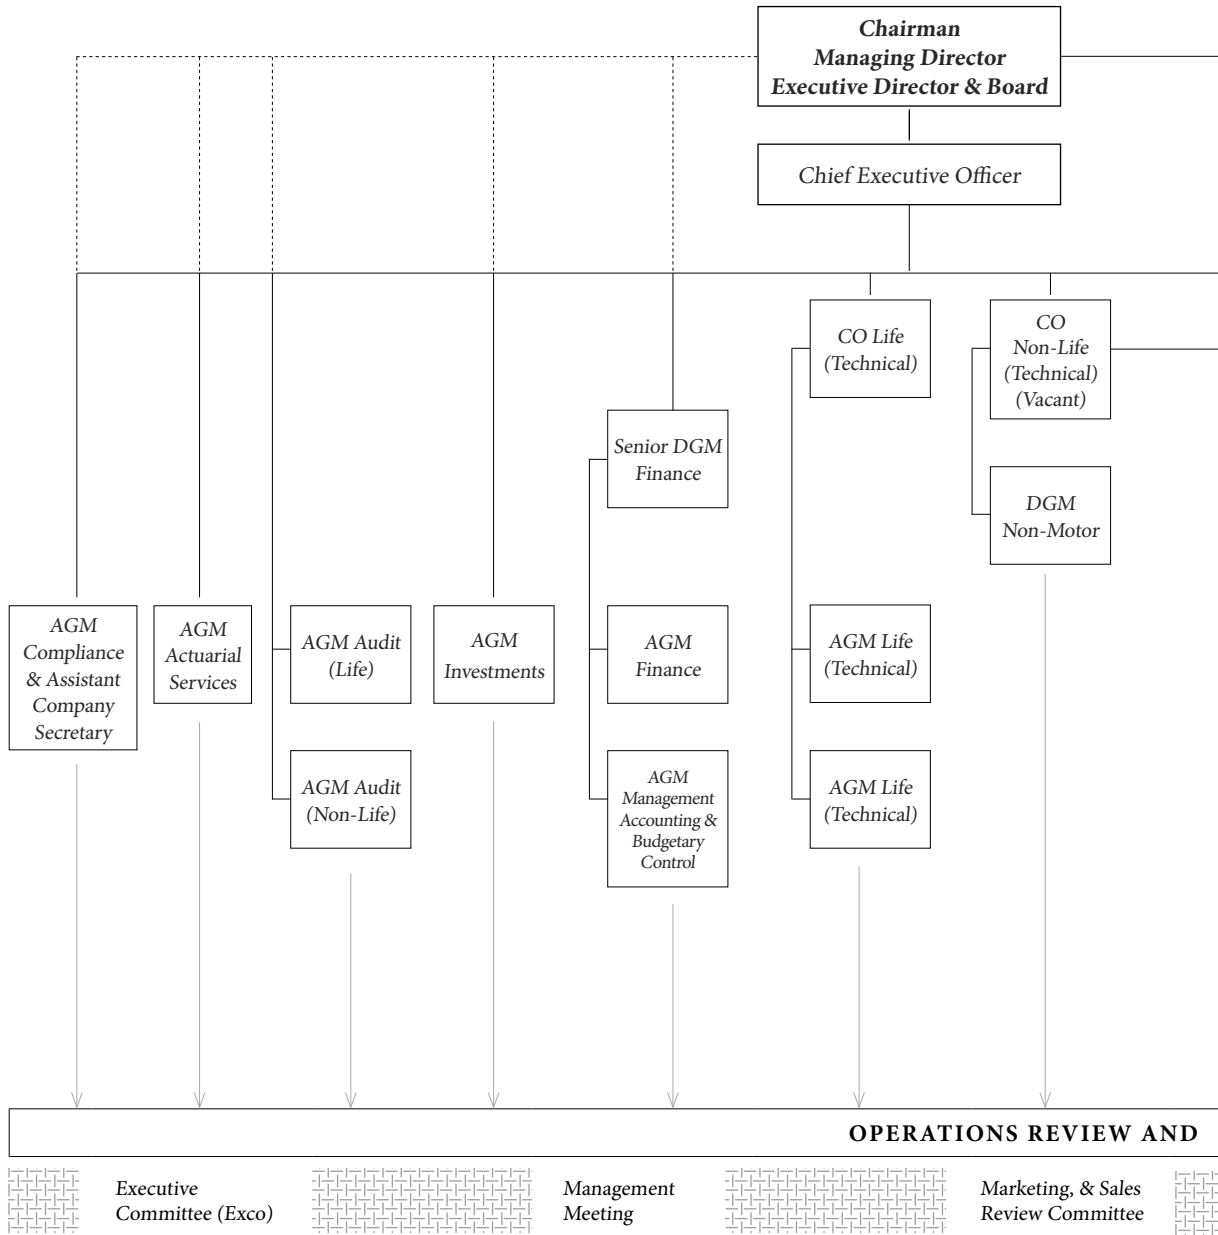 Chairman
Managing Director
Executive Director & Board
Chief Executive Officer
CO Life
(Technical)
CO
Non-Life
(Technical)
(Vacant)
Senior DGM
Finance
DGM
Non-Motor
AGM
Compliance
& Assistant
Company
Secretary
AGM
Actuarial
Services
AGM Audit
(Life)
AGM
Investments
AGM
Finance
AGM Life
(Technical)
AGM Audit
(Non-Life)
AGM
Management
Accounting &
Budgetary
Control
AGM Life
(Technical)
OPERATIONS REVIEW AND
Executive
Committee (Exco)
Management
Meeting
Marketing, & Sales
Review Committee